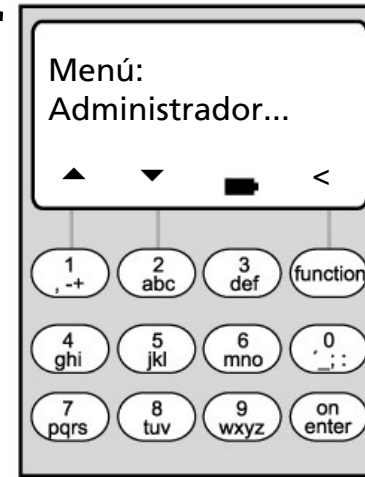 Menú:
Administrador...
<
1 2 3 function
, -+ abc def
4 5 6 0
ghi jkl mno ´_; :
7 8 9 on
pqrs tuv wxyz enter